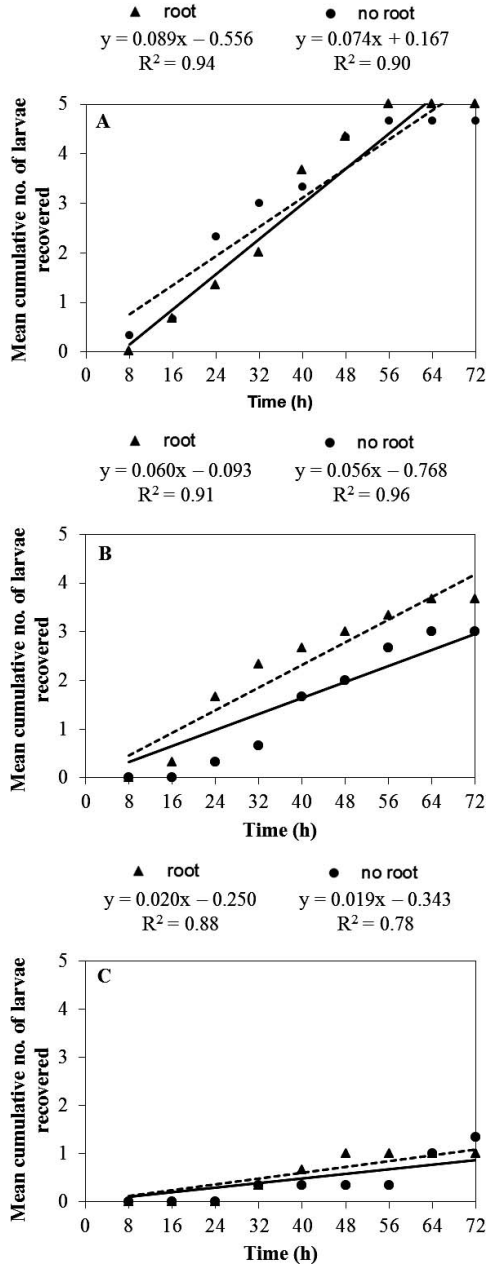 root no root
y = 0.089x – 0.556 y = 0.074x + 0.167
R² = 0.94 R² = 0.90
A
5
4
3
2
1
0
0 8 16 24 32 40 48 56 64 72
Time (h)
Mean cumulative no. of larvae
recovered
root no root
y = 0.060x – 0.093 y = 0.056x – 0.768
R² = 0.91 R² = 0.96
B
5
4
3
2
1
0
0 8 16 24 32 40 48 56 64 72
Time (h)
Mean cumulative no. of larvae
recovered
root no root
y = 0.020x – 0.250 y = 0.019x – 0.343
R² = 0.88 R² = 0.78
C
5
4
3
2
1
0
0 8 16 24 32 40 48 56 64 72
Time (h)
Mean cumulative no. of larvae
recovered